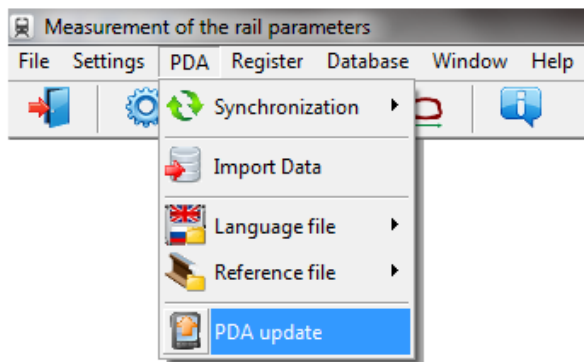 Measurement of the rail parameters
File Settings PDA Register Database Window Help
Synchronization
Import Data
Language file
Reference file
PDA update